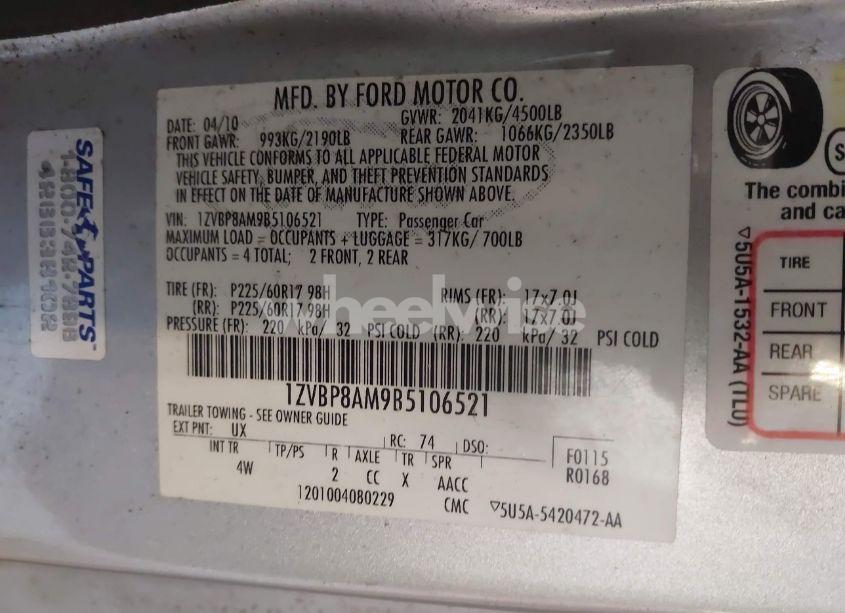 MFD. BY FORD MOTOR CO.
DATE: 04/10 GVWR: 2041KG/4500LB
FRONT GAWR: 993KG/2190LB REAR GAWR: 1066KG/2350LB
THIS VEHICLE CONFORMS TO ALL APPLICABLE FEDERAL MOTOR
VEHICLE SAFETY, BUMPER, AND THEFT PREVENTION STANDARDS
IN EFFECT ON THE DATE OF MANUFACTURE SHOWN ABOVE.
VIN: 1ZVBP8AM9B5106521 TYPE: Passenger Car
MAXIMUM LOAD = OCCUPANTS + LUGGAGE = 317KG/700LB
OCCUPANTS = 4 TOTAL; 2 FRONT, 2 REAR
TIRE (FR): P225/60R17 98H RIMS (FR): 17x7.0J
(RR): P225/60R17 98H (RR): 17x7.0J
PRESSURE (FR): 220 kPa/ 32 PSI COLD (RR): 220 kPa/ 32 PSI COLD
1ZVBP8AM9B5106521
TRAILER TOWING - SEE OWNER GUIDE
EXT PNT: UX RC: 74 DSO:
INT TR TP/PS R AXLE TR SPR F0115
4W 2 CC X AACC R0168
1201004080229 CMC ▽5U5A-5420472-AA
SAFE PARTS
The combi
and ca
TIRE
FRONT
REAR
SPARE
▽5U5A-1532-AA (TLU)
wheelvice